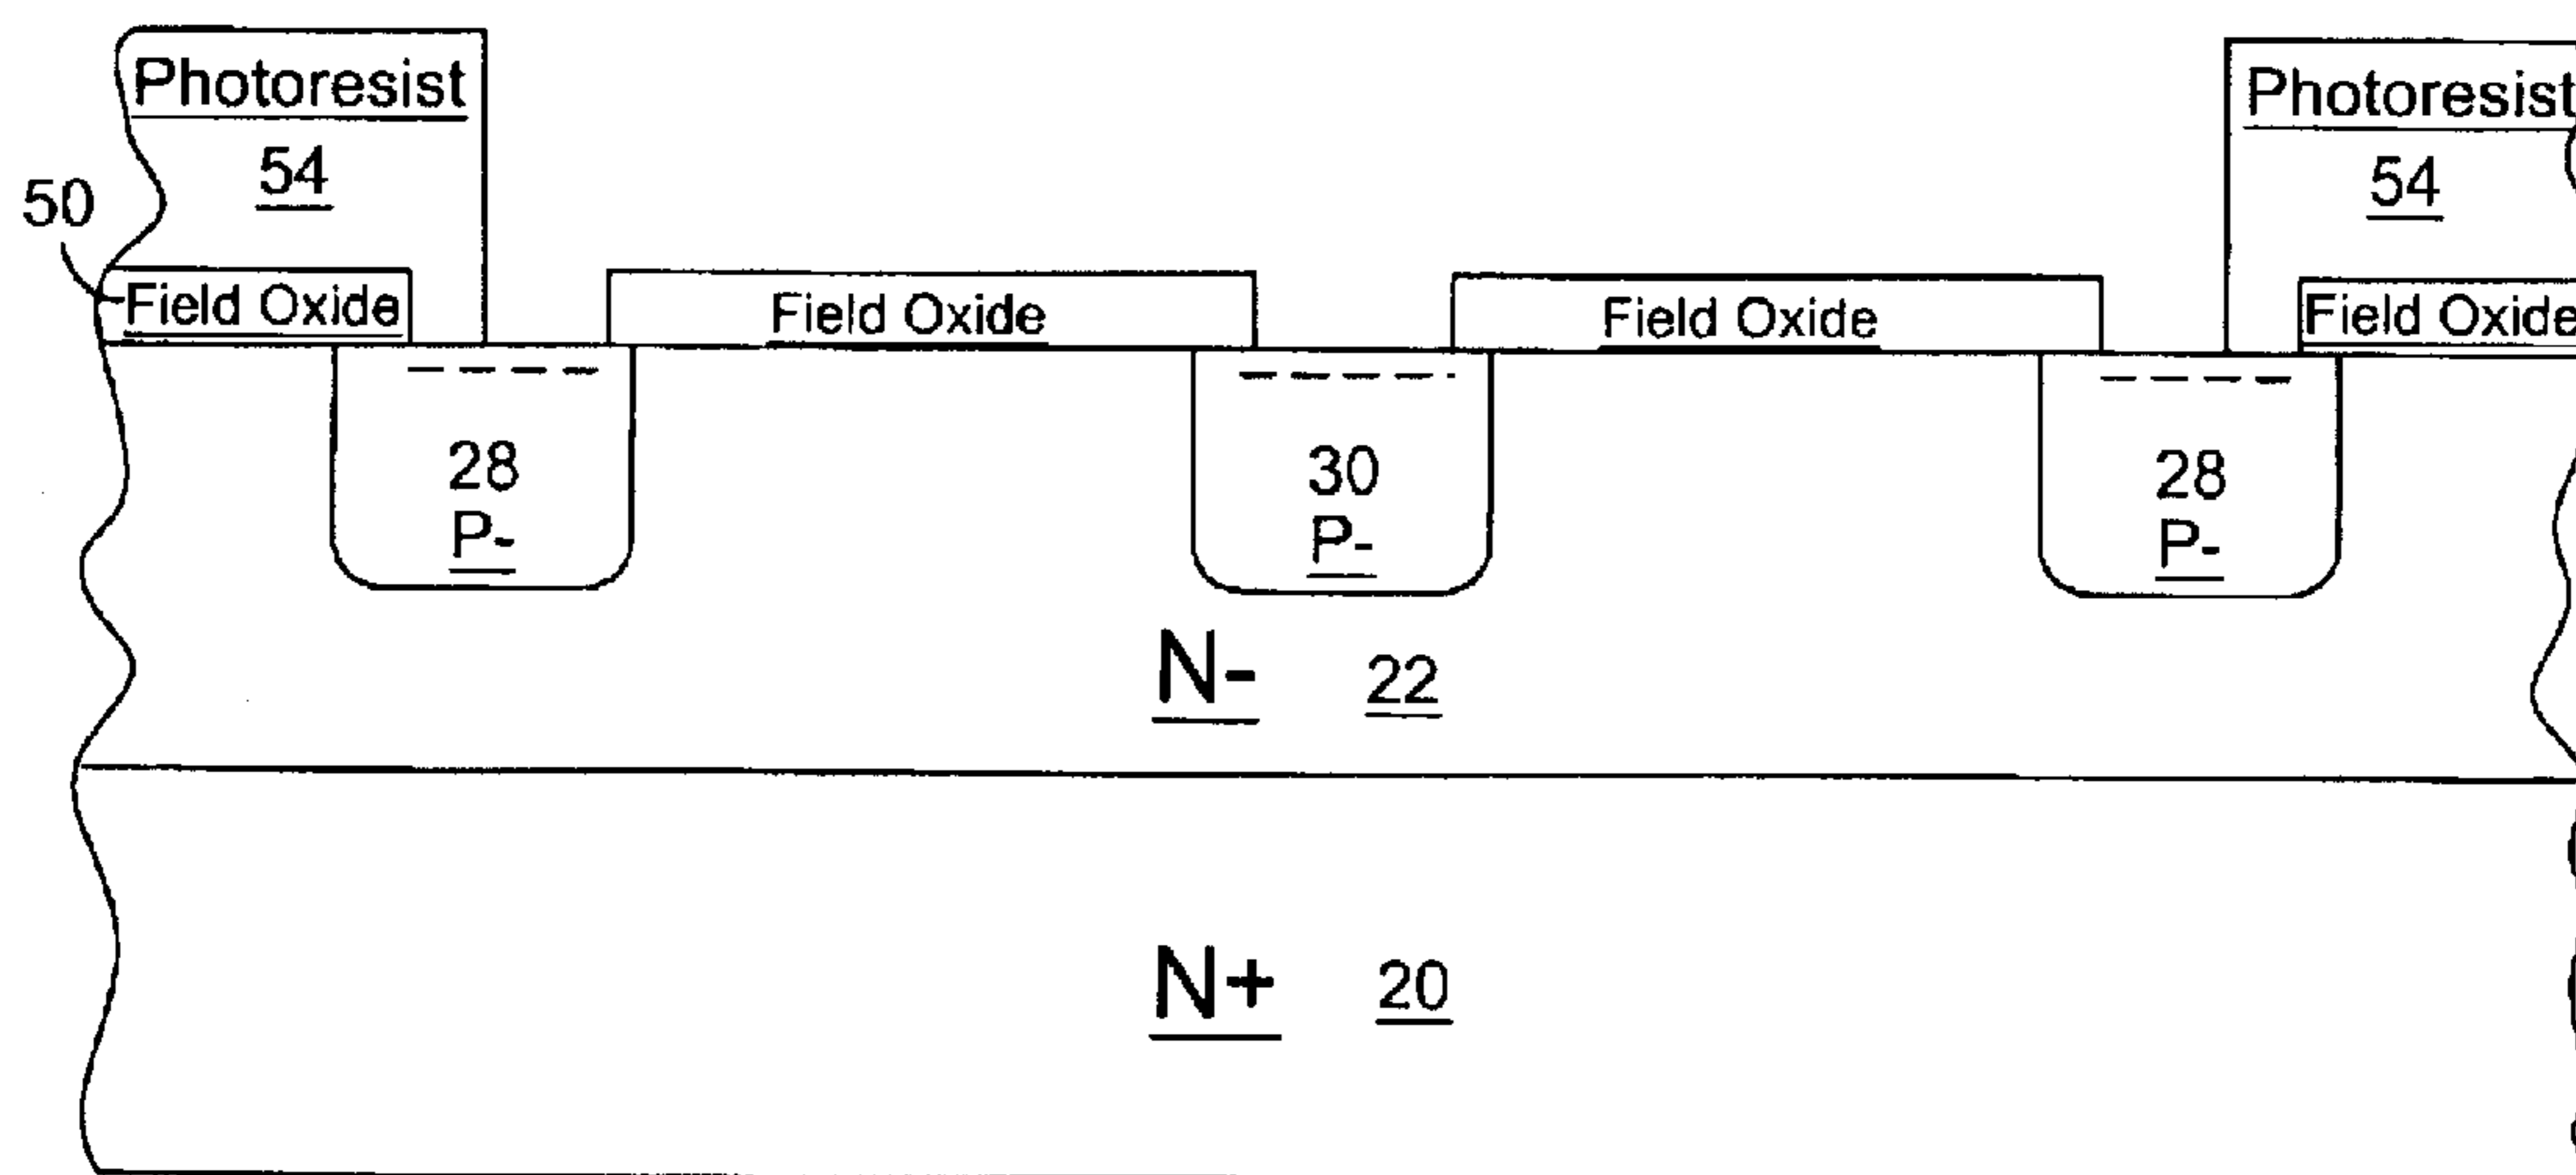 Photoresist
54
50
Field Oxide
Field Oxide
Field Oxide
Photoresist
54
Field Oxide
28
P-
30
P-
28
P-
N- 22
N+ 20